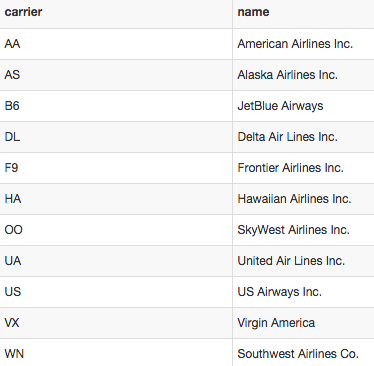 carrier name
AA American Airlines Inc.
AS Alaska Airlines Inc.
B6 JetBlue Airways
DL Delta Air Lines Inc.
F9 Frontier Airlines Inc.
HA Hawaiian Airlines Inc.
OO SkyWest Airlines Inc.
UA United Air Lines Inc.
US US Airways Inc.
VX Virgin America
WN Southwest Airlines Co.